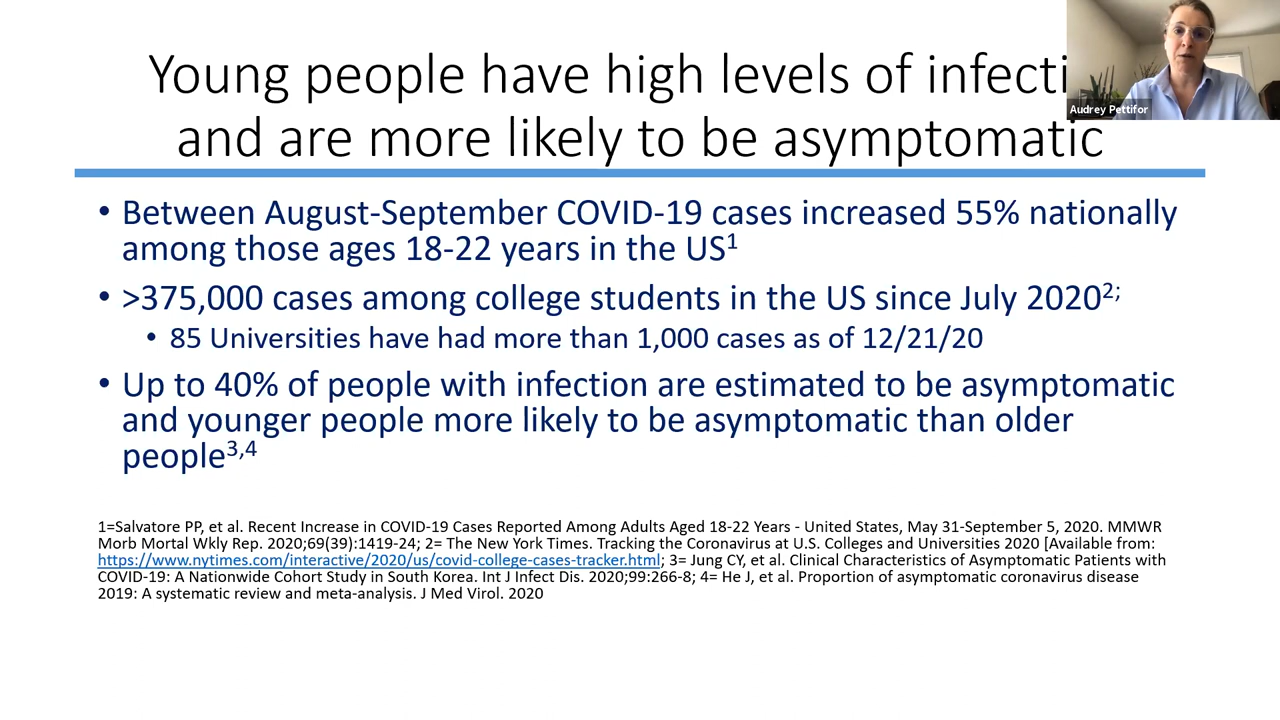 Young people have high levels of infecti
and are more likely to be asymptomatic
Audrey Pettifor
• Between August-September COVID-19 cases increased 55% nationally
among those ages 18-22 years in the US1
• >375,000 cases among college students in the US since July 20202;
• 85 Universities have had more than 1,000 cases as of 12/21/20
• Up to 40% of people with infection are estimated to be asymptomatic
and younger people more likely to be asymptomatic than older
people3,4
1=Salvatore PP, et al. Recent Increase in COVID-19 Cases Reported Among Adults Aged 18-22 Years - United States, May 31-September 5, 2020. MMWR
Morb Mortal Wkly Rep. 2020;69(39):1419-24; 2= The New York Times. Tracking the Coronavirus at U.S. Colleges and Universities 2020 [Available from:
https://www.nytimes.com/interactive/2020/us/covid-college-cases-tracker.html; 3= Jung CY, et al. Clinical Characteristics of Asymptomatic Patients with
COVID-19: A Nationwide Cohort Study in South Korea. Int J Infect Dis. 2020;99:266-8; 4= He J, et al. Proportion of asymptomatic coronavirus disease
2019: A systematic review and meta-analysis. J Med Virol. 2020